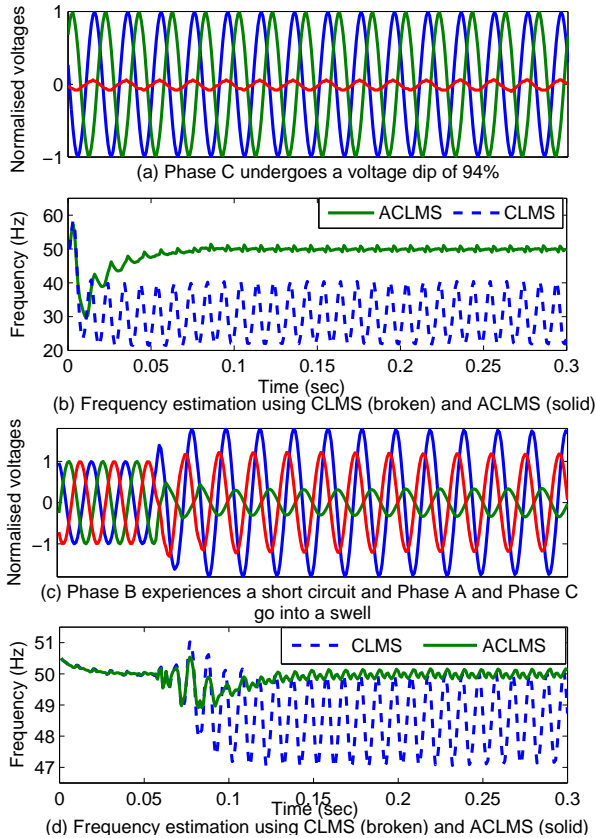 Normalised voltages
1
0
−1
(a) Phase C undergoes a voltage dip of 94%
Frequency (Hz)
60
50
40
30
20
ACLMS CLMS
0 0.05 0.1 0.15 0.2 0.25 0.3
Time (sec)
(b) Frequency estimation using CLMS (broken) and ACLMS (solid)
Normalised voltages
1
0
−1
(c) Phase B experiences a short circuit and Phase A and Phase C
go into a swell
Frequency (Hz)
51
50
49
48
47
CLMS ACLMS
0 0.05 0.1 0.15 0.2 0.25 0.3
Time (sec)
(d) Frequency estimation using CLMS (broken) and ACLMS (solid)